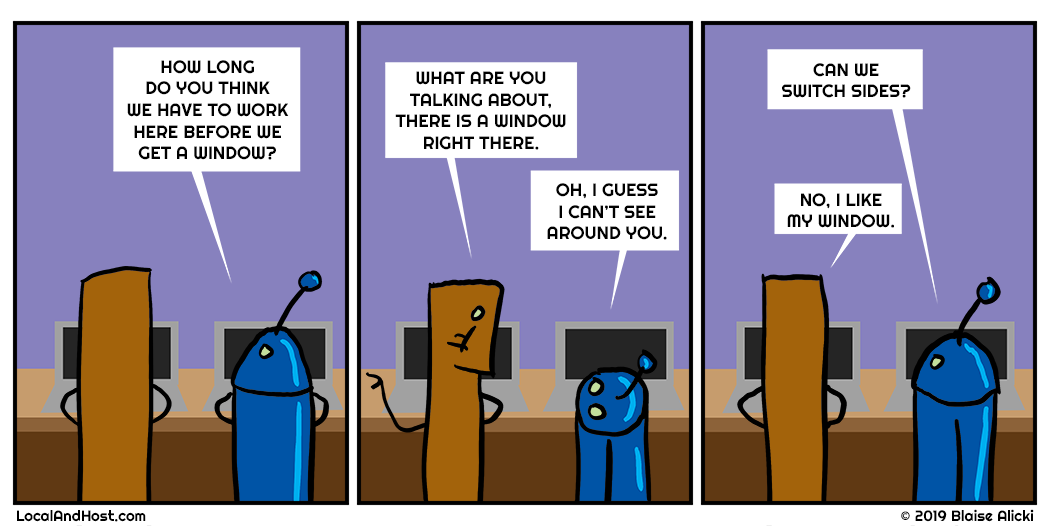 HOW LONG
DO YOU THINK
WE HAVE TO WORK
HERE BEFORE WE
GET A WINDOW?
WHAT ARE YOU
TALKING ABOUT,
THERE IS A WINDOW
RIGHT THERE.
OH, I GUESS
I CAN'T SEE
AROUND YOU.
CAN WE
SWITCH SIDES?
NO, I LIKE
MY WINDOW.
LocalAndHost.com
© 2019 Blaise Alicki